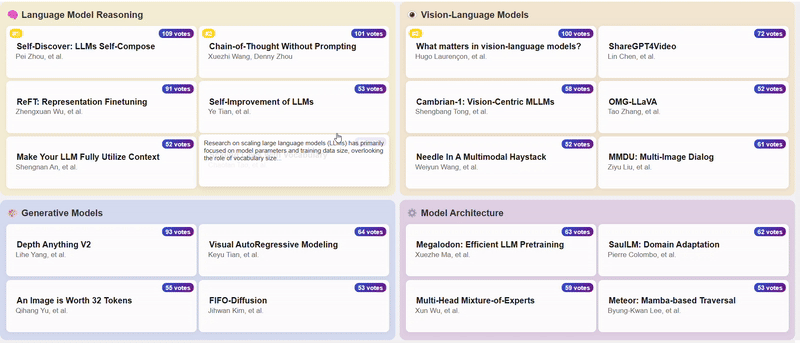 Language Model Reasoning
109 votes
Self-Discover: LLMs Self-Compose
Pei Zhou, et al.
101 votes
Chain-of-Thought Without Prompting
Xuezhi Wang, Denny Zhou
91 votes
ReFT: Representation Finetuning
Zhengxuan Wu, et al.
53 votes
Self-Improvement of LLMs
Ye Tian, et al.
52 votes
Make Your LLM Fully Utilize Context
Shengnan An, et al.
Research on scaling large language models (LLMs) has primarily
focused on model parameters and training data size, overlooking
the role of vocabulary size...
Vision-Language Models
100 votes
What matters in vision-language models?
Hugo Laurençon, et al.
72 votes
ShareGPT4Video
Lin Chen, et al.
58 votes
Cambrian-1: Vision-Centric MLLMs
Shengbang Tong, et al.
56 votes
OMG-LLaVA
Tao Zhang, et al.
52 votes
Needle In A Multimodal Haystack
Weiyun Wang, et al.
61 votes
MMDU: Multi-Image Dialog
Ziyu Liu, et al.
Generative Models
93 votes
Depth Anything V2
Lihe Yang, et al.
64 votes
Visual AutoRegressive Modeling
Keyu Tian, et al.
55 votes
An Image is Worth 32 Tokens
Qihang Yu, et al.
53 votes
FIFO-Diffusion
Jihwan Kim, et al.
Model Architecture
63 votes
Megalodon: Efficient LLM Pretraining
Xuezhe Ma, et al.
62 votes
SaulLM: Domain Adaptation
Pierre Colombo, et al.
59 votes
Multi-Head Mixture-of-Experts
Xun Wu, et al.
53 votes
Meteor: Mamba-based Traversal
Byung-Kwan Lee, et al.